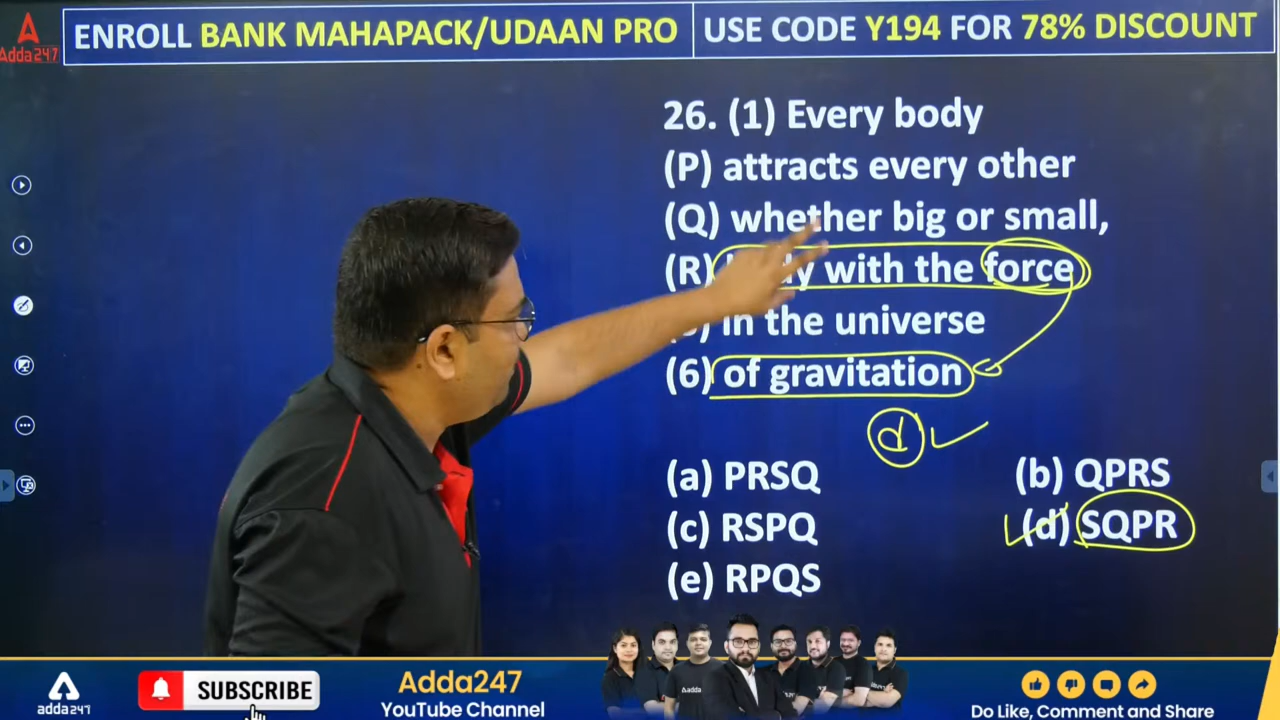 ENROLL BANK MAHAPACK/UDAAN PRO USE CODE Y194 FOR 78% DISCOUNT
Adda247
26. (1) Every body
(P) attracts every other
(Q) whether big or small,
(R) with the force
in the universe
(6) of gravitation
d
(a) PRSQ (b) QPRS
(c) RSPQ (d) SQPR
(e) RPQS
adda247
SUBSCRIBE
Adda247
YouTube Channel
Do Like, Comment and Share